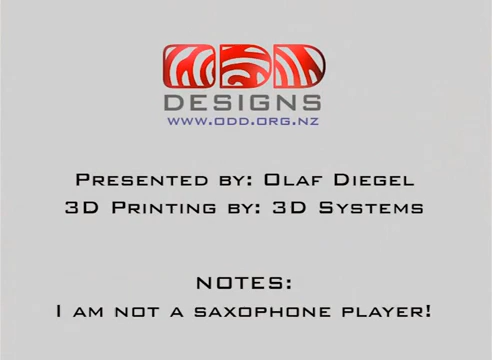 ODD
DESIGNS
WWW.ODD.ORG.NZ
PRESENTED BY: OLAF DIEGEL
3D PRINTING BY: 3D SYSTEMS
NOTES:
I AM NOT A SAXOPHONE PLAYER!